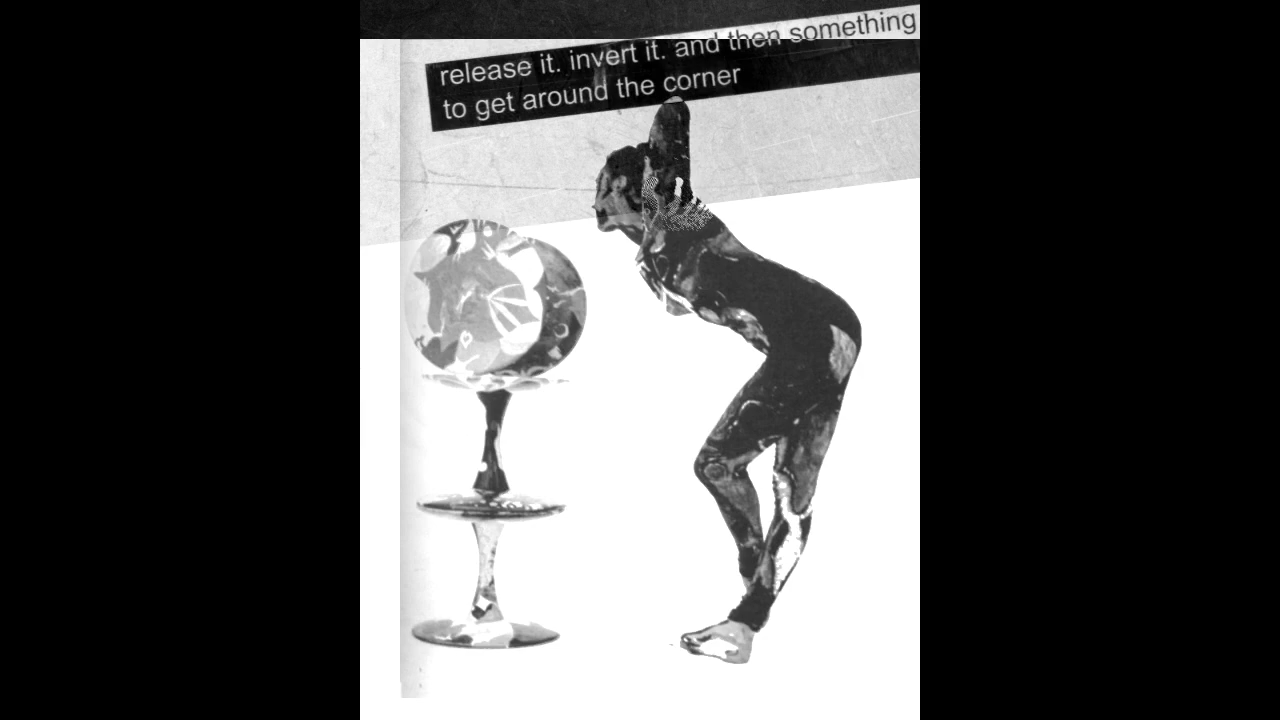 release it. invert it. and then something
to get around the corner